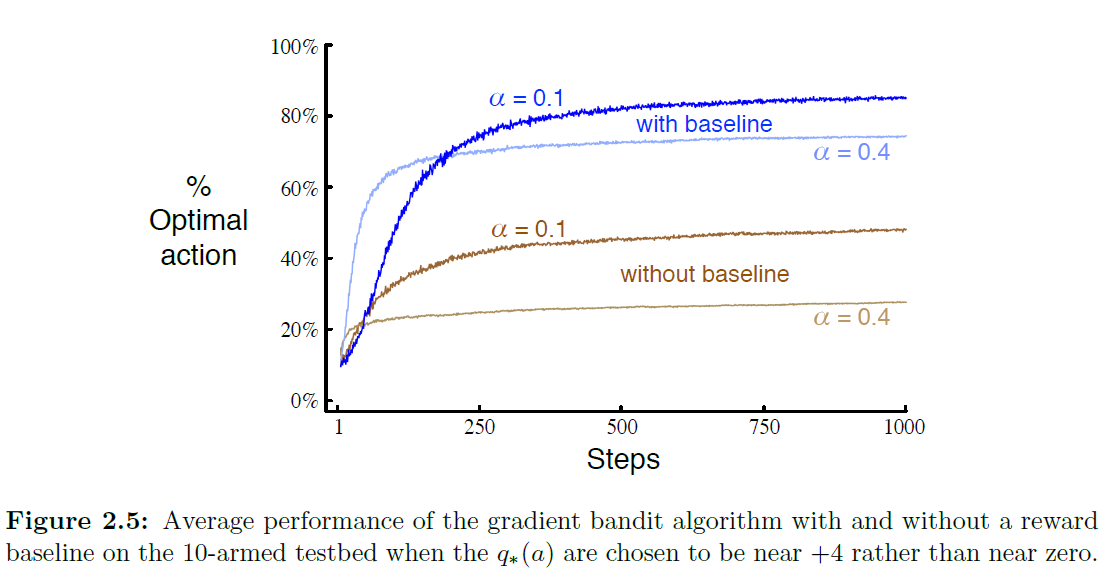 100%
80%
60%
40%
20%
0%
%
Optimal
action
α = 0.1
with baseline
α = 0.4
α = 0.1
without baseline
α = 0.4
1
250
500
750
1000
Steps
Figure 2.5: Average performance of the gradient bandit algorithm with and without a reward
baseline on the 10-armed testbed when the q*(a) are chosen to be near +4 rather than near zero.